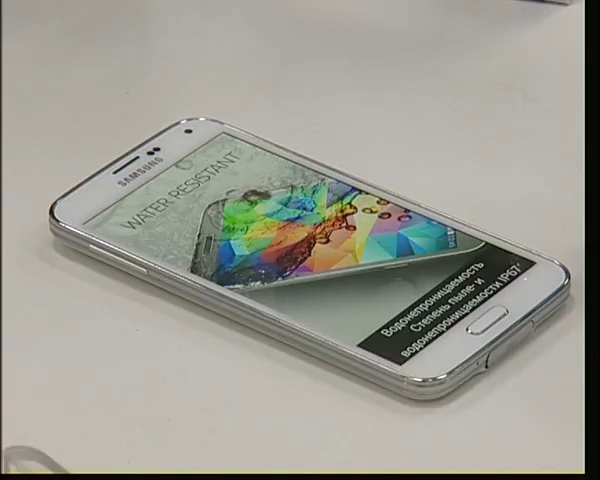 SAMSUNG
WATER RESISTANT
Водонепроницаемость
Степень пыле- и
водонепроницаемости IP67